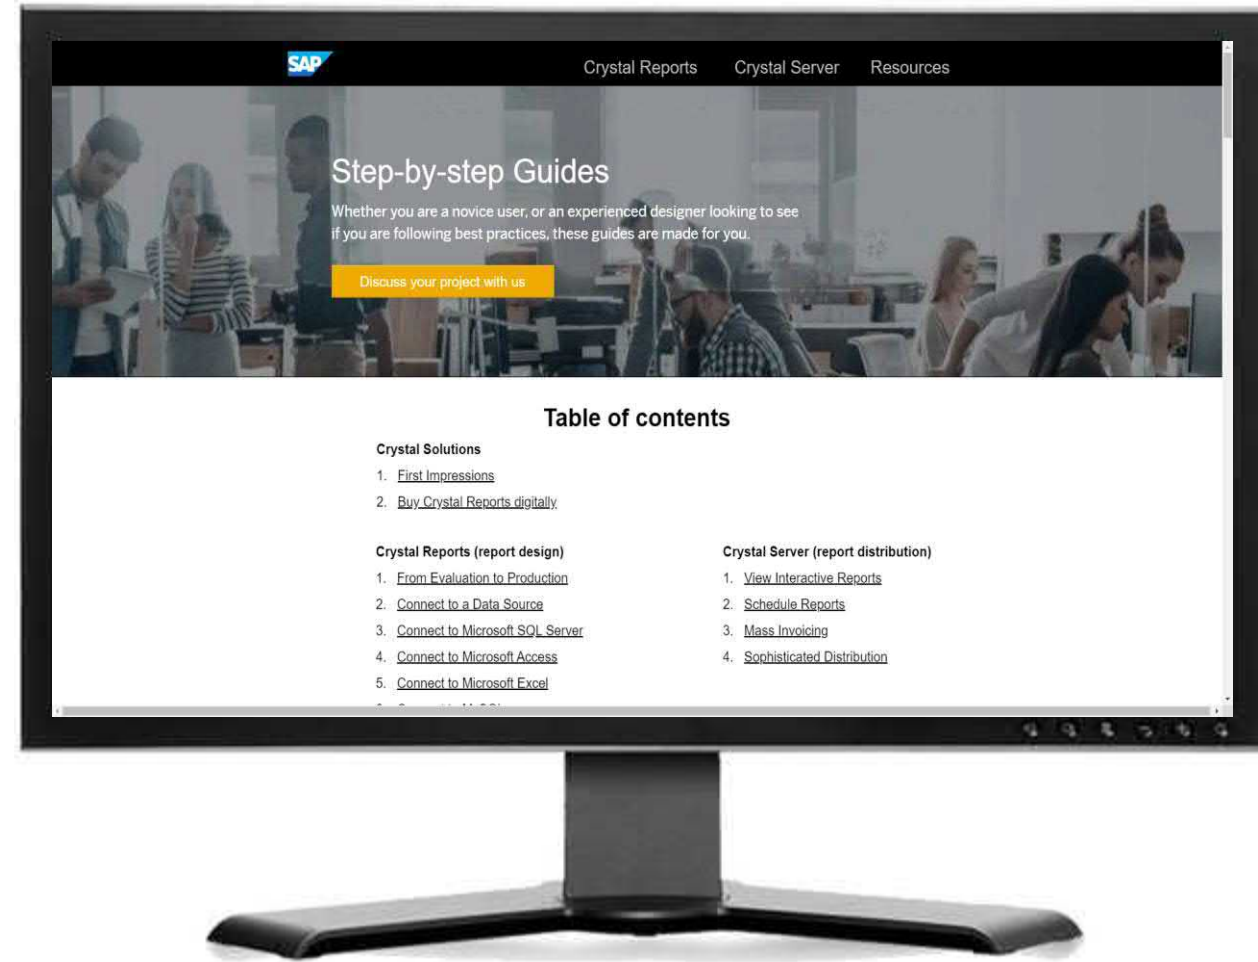 SAP
Crystal Reports Crystal Server Resources
Step-by-step Guides
Whether you are a novice user, or an experienced designer looking to see
if you are following best practices, these guides are made for you.
Discuss your project with us
Table of contents
Crystal Solutions
1. First Impressions
2. Buy Crystal Reports digitally
Crystal Reports (report design)
1. From Evaluation to Production
2. Connect to a Data Source
3. Connect to Microsoft SQL Server
4. Connect to Microsoft Access
5. Connect to Microsoft Excel
Crystal Server (report distribution)
1. View Interactive Reports
2. Schedule Reports
3. Mass Invoicing
4. Sophisticated Distribution